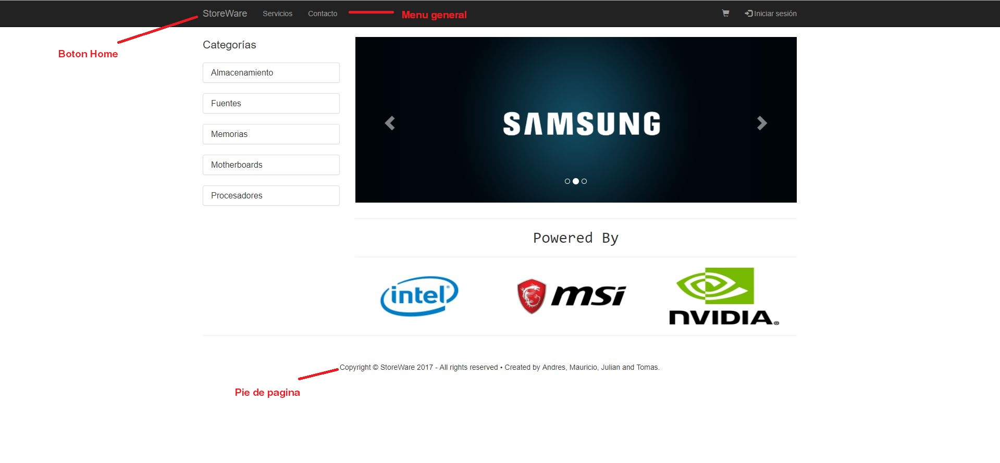 StoreWare Servicios Contacto Menu general Iniciar sesión
Boton Home
Categorías
Almacenamiento
Fuentes
Memorias
Motherboards
Procesadores
SAMSUNG
Powered By
intel® msi NVIDIA®
Copyright © StoreWare 2017 - All rights reserved • Created by Andres, Mauricio, Julian and Tomas.
Pie de pagina